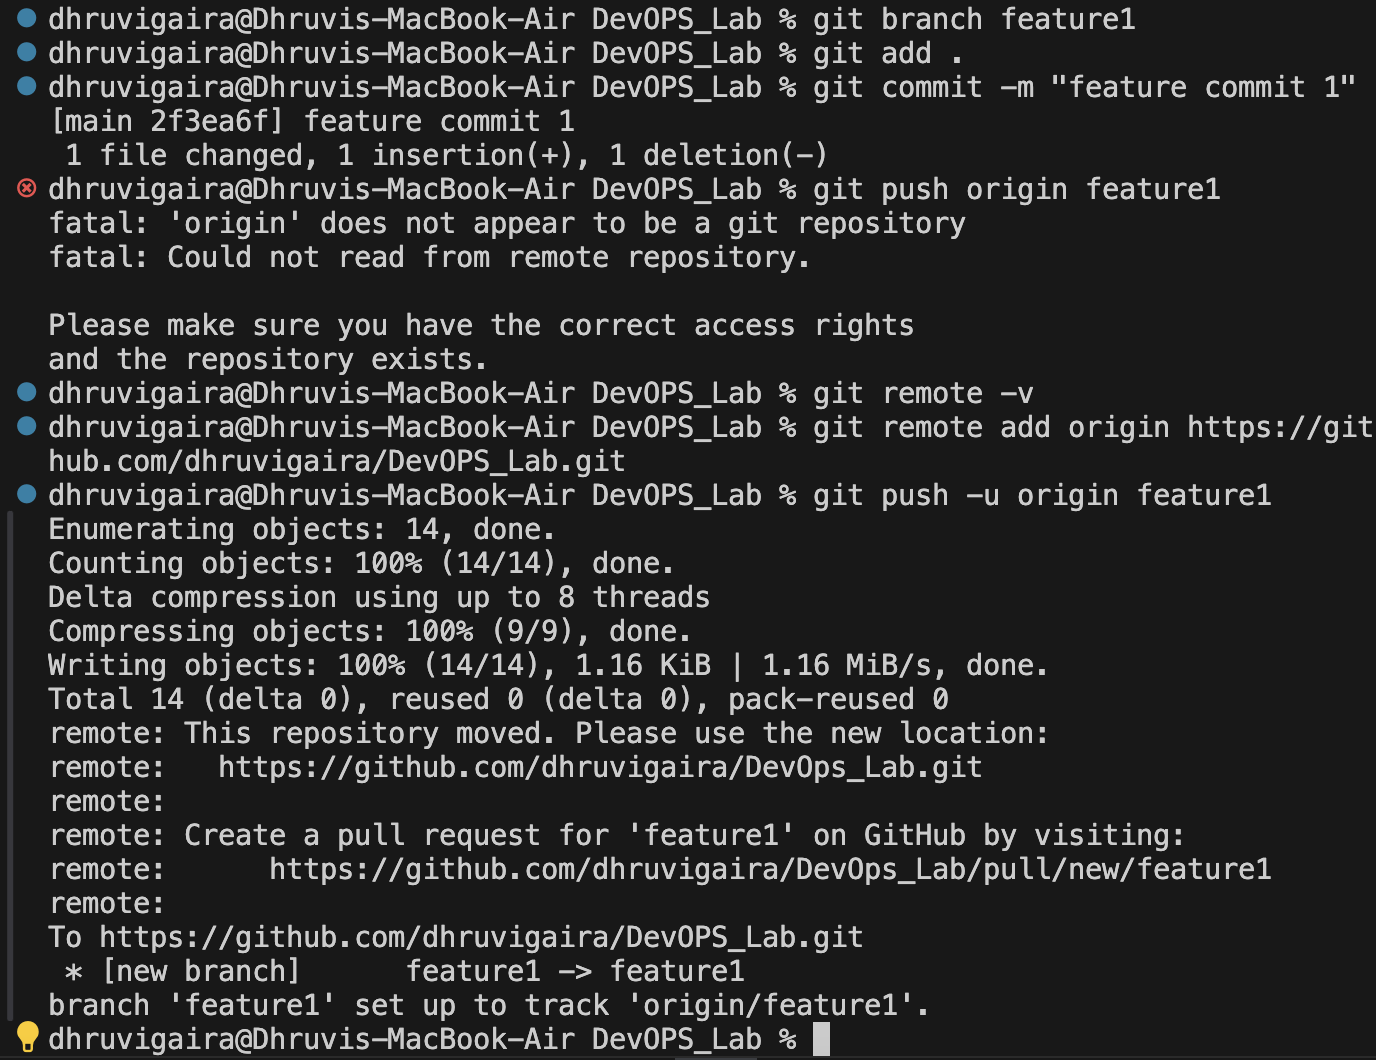 dhruvigaira@Dhruvis-MacBook-Air DevOPS_Lab % git branch feature1
dhruvigaira@Dhruvis-MacBook-Air DevOPS_Lab % git add .
dhruvigaira@Dhruvis-MacBook-Air DevOPS_Lab % git commit -m "feature commit 1"
[main 2f3ea6f] feature commit 1
 1 file changed, 1 insertion(+), 1 deletion(-)
dhruvigaira@Dhruvis-MacBook-Air DevOPS_Lab % git push origin feature1
fatal: 'origin' does not appear to be a git repository
fatal: Could not read from remote repository.

Please make sure you have the correct access rights
and the repository exists.
dhruvigaira@Dhruvis-MacBook-Air DevOPS_Lab % git remote -v
dhruvigaira@Dhruvis-MacBook-Air DevOPS_Lab % git remote add origin https://git
hub.com/dhruvigaira/DevOPS_Lab.git
dhruvigaira@Dhruvis-MacBook-Air DevOPS_Lab % git push -u origin feature1
Enumerating objects: 14, done.
Counting objects: 100% (14/14), done.
Delta compression using up to 8 threads
Compressing objects: 100% (9/9), done.
Writing objects: 100% (14/14), 1.16 KiB | 1.16 MiB/s, done.
Total 14 (delta 0), reused 0 (delta 0), pack-reused 0
remote: This repository moved. Please use the new location:
remote:   https://github.com/dhruvigaira/DevOps_Lab.git
remote:
remote: Create a pull request for 'feature1' on GitHub by visiting:
remote:      https://github.com/dhruvigaira/DevOps_Lab/pull/new/feature1
remote:
To https://github.com/dhruvigaira/DevOPS_Lab.git
 * [new branch]      feature1 -> feature1
branch 'feature1' set up to track 'origin/feature1'.
dhruvigaira@Dhruvis-MacBook-Air DevOPS_Lab %